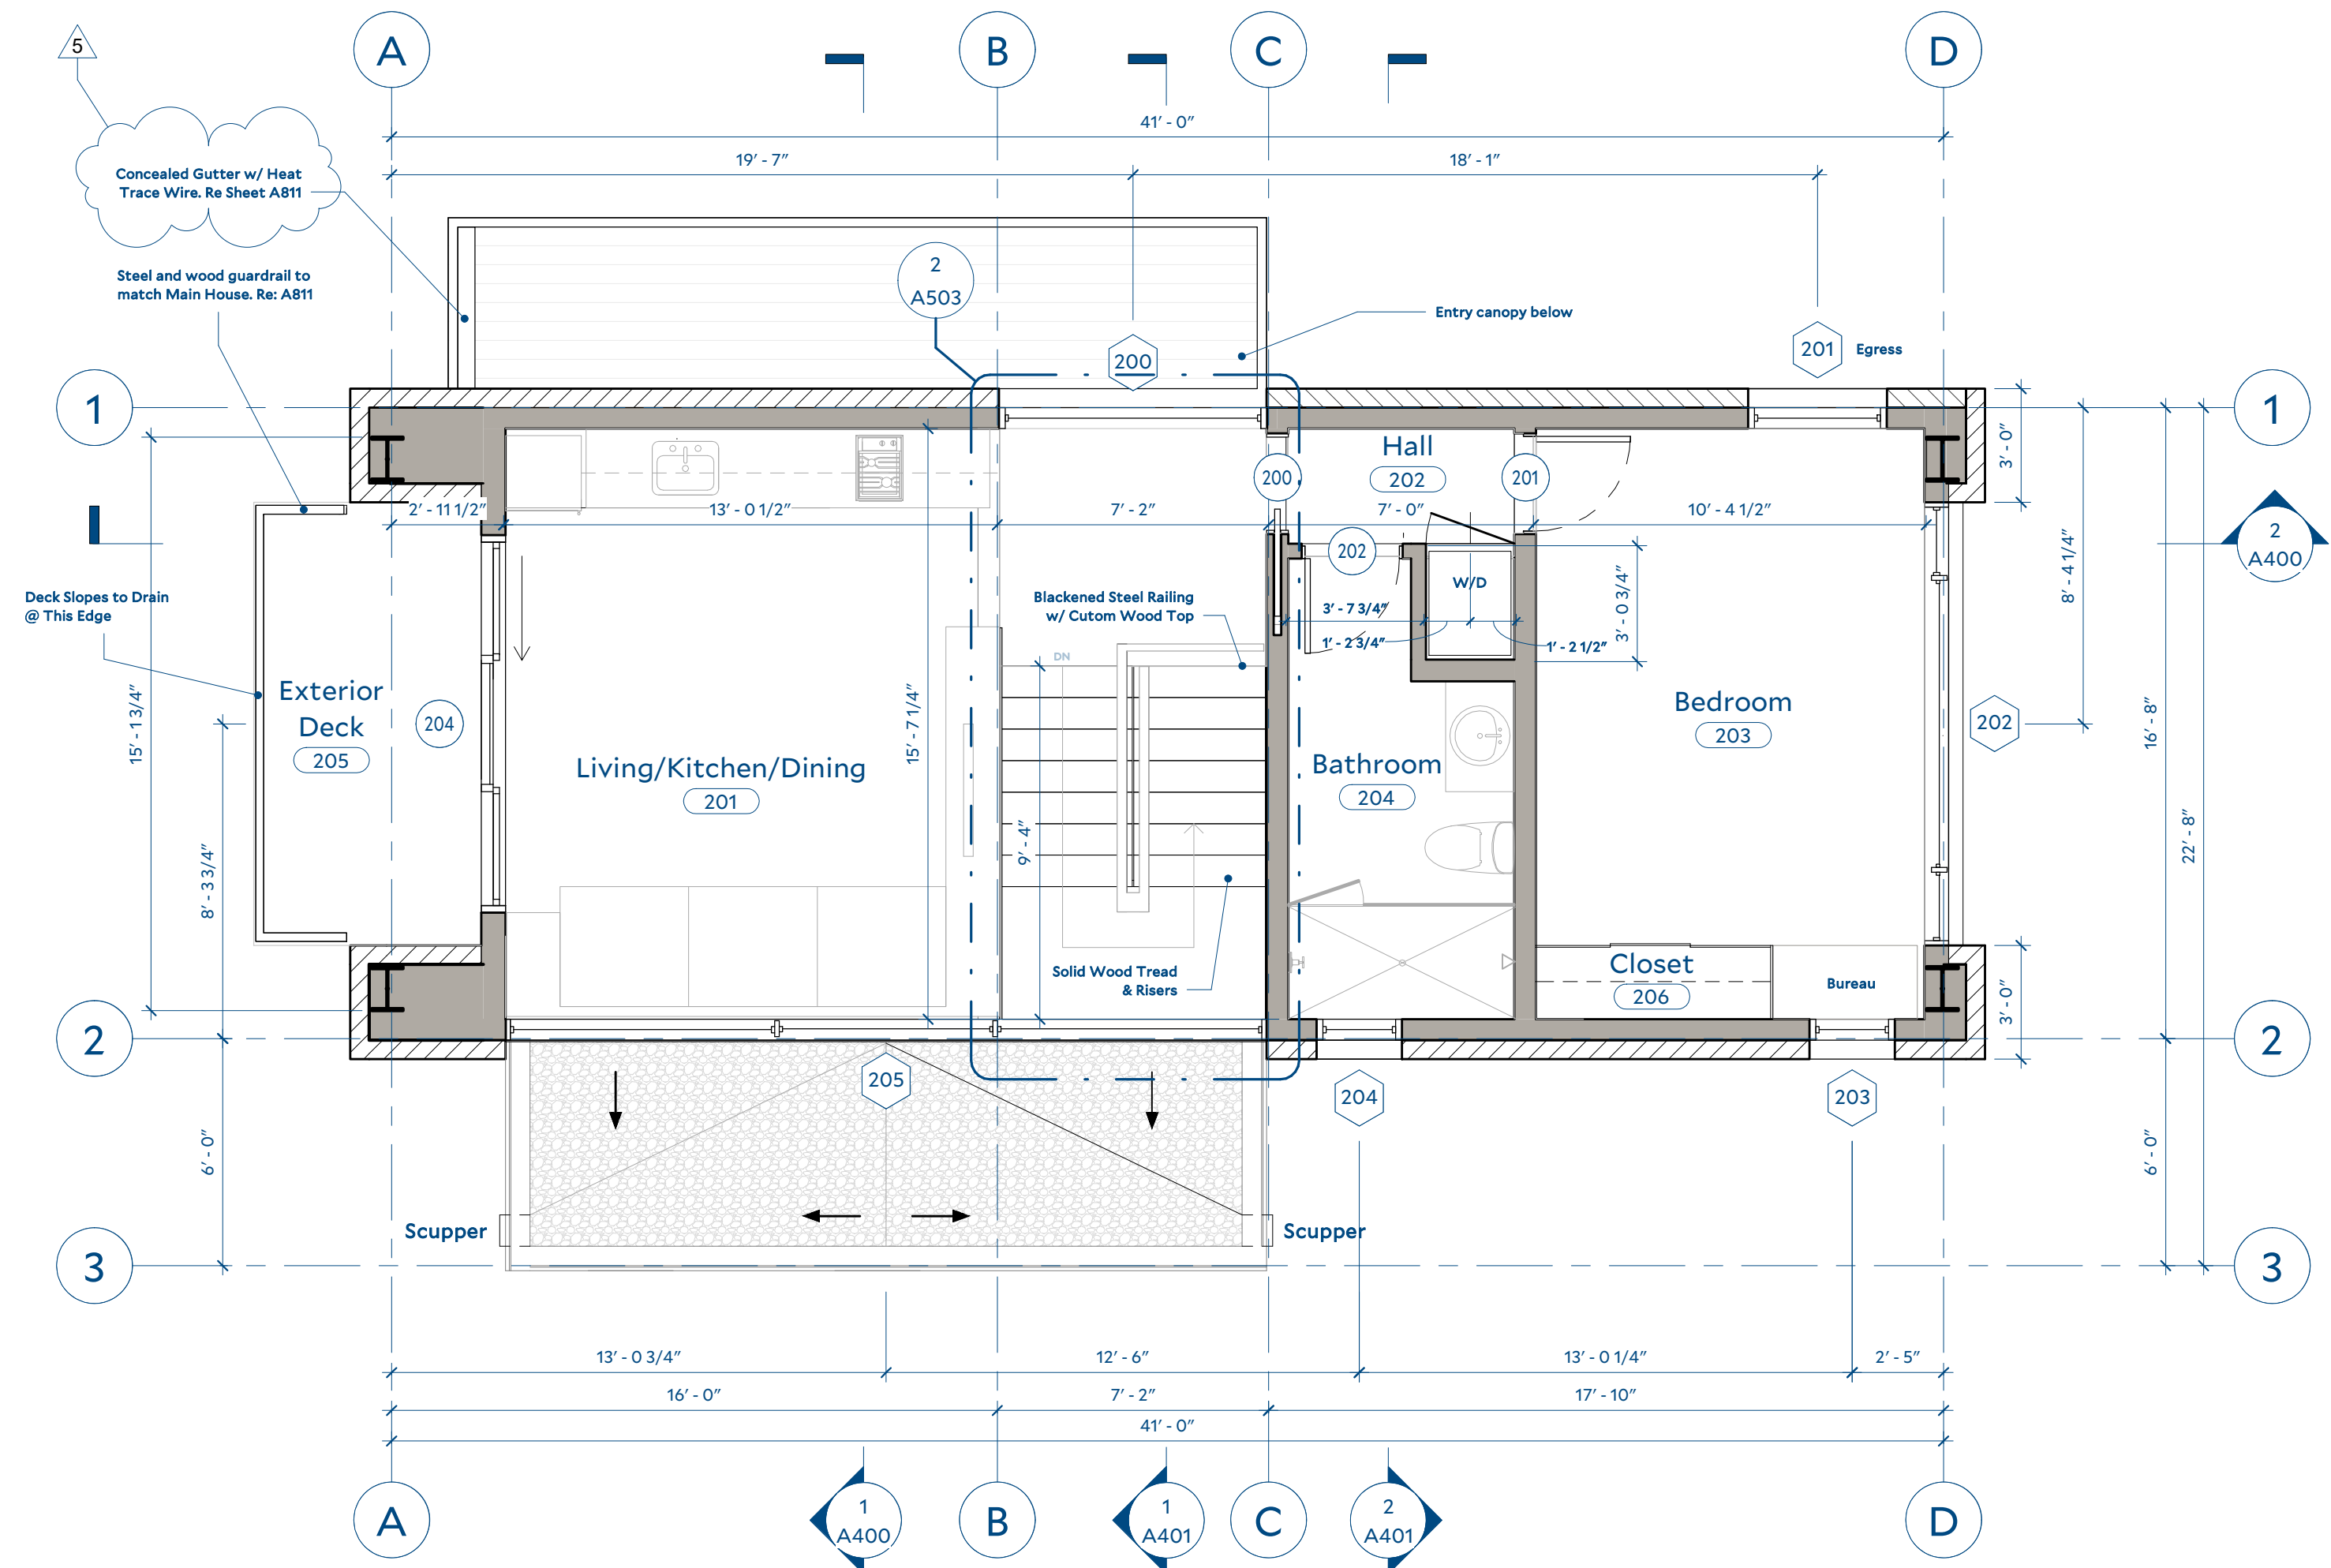 5
A
B
C
D
41' - 0"
19' - 7"
18' - 1"
Concealed Gutter w/ Heat
Trace Wire. Re Sheet A811
Steel and wood guardrail to
match Main House. Re: A811
2
A503
Entry canopy below
200
201
Egress
1
1
Hall
202
200
201
3' - 0"
2' - 11 1/2"
13' - 0 1/2"
7' - 2"
7' - 0"
10' - 4 1/2"
2
A400
202
W/D
Deck Slopes to Drain
@ This Edge
Blackened Steel Railing
w/ Cutom Wood Top
3' - 7 3/4"
1' - 2 3/4"
1' - 2 1/2"
3' - 0 3/4"
8' - 4 1/4"
DN
Exterior
Deck
205
204
15' - 1 3/4"
15' - 7 1/4"
Bedroom
203
202
16' - 8"
Living/Kitchen/Dining
201
Bathroom
204
9' - 4"
8' - 3 3/4"
22' - 8"
Solid Wood Tread
& Risers
Closet
206
Bureau
3' - 0"
2
2
205
204
203
6' - 0"
6' - 0"
Scupper
Scupper
3
3
13' - 0 3/4"
12' - 6"
13' - 0 1/4"
2' - 5"
16' - 0"
7' - 2"
17' - 10"
41' - 0"
A
1
A400
B
1
A401
C
2
A401
D